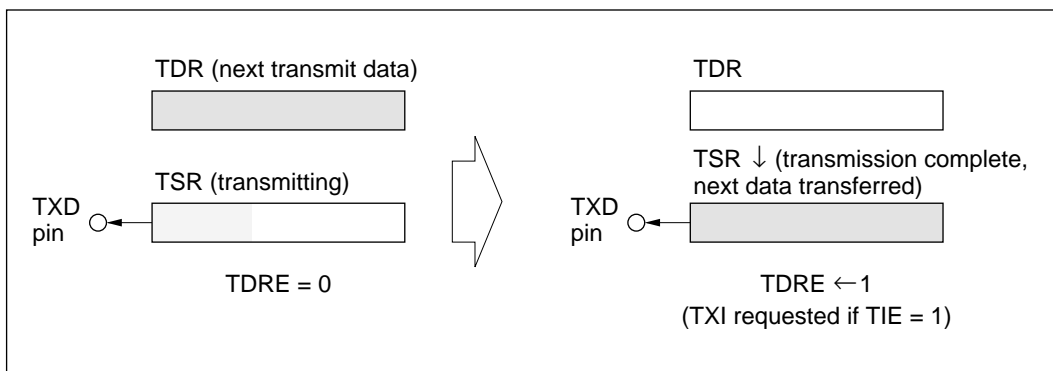 TDR (next transmit data)
TSR (transmitting)
TXD
pin
TDRE = 0
TDR
TSR ↓ (transmission complete,
next data transferred)
TXD
pin
TDRE ←1
(TXI requested if TIE = 1)